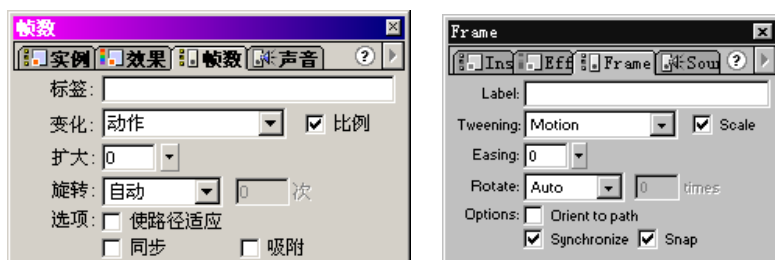 帧数
实例 效果 帧数 声音 ?
标签:
变化: 动作 比例
扩大: 0
旋转: 自动 0 次
选项: 使路径适应
同步 吸附
Frame
Ins Eff Frame Soun ?
Label:
Tweening: Motion Scale
Easing: 0
Rotate: Auto 0 times
Options: Orient to path
Synchronize Snap